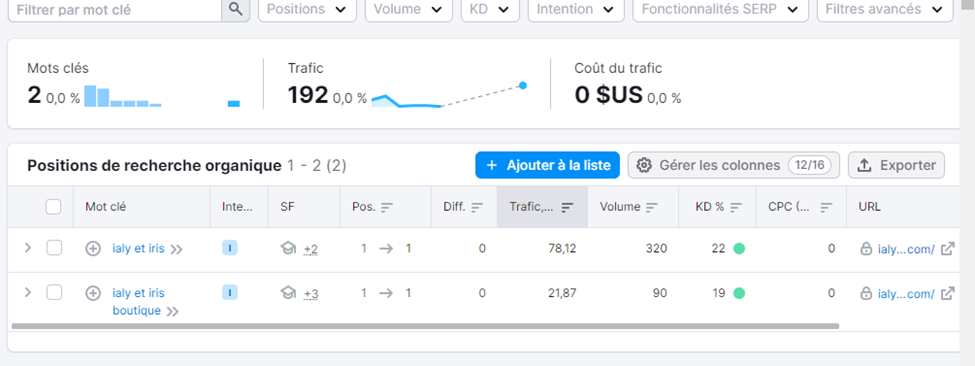 Filtrer par mot clé
Positions
Volume
KD
Intention
Fonctionnalités SERP
Filtres avancés
Mots clés
2 0,0 %
Trafic
192 0,0 %
Coût du trafic
0 $US 0,0 %
Positions de recherche organique 1 - 2 (2)
+ Ajouter à la liste
Gérer les colonnes 12/16
Exporter
Mot clé Inte... SF Pos. Diff. Trafic,... Volume KD % CPC (... URL
ialy et iris I +2 1 → 1 0 78,12 320 22 0 ialy...com/
ialy et iris I +3 1 → 1 0 21,87 90 19 0 ialy...com/
boutique